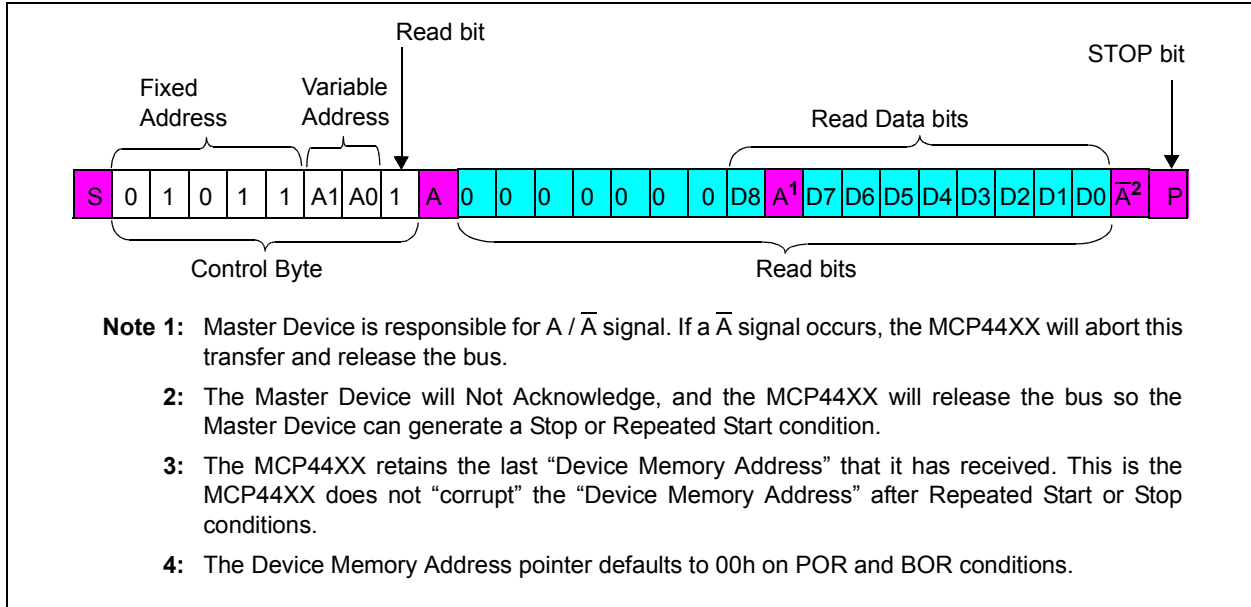 Read bit
STOP bit
Fixed Address
Variable Address
Read Data bits
S 0 1 0 1 1 A1 A0 1 A 0 0 0 0 0 0 0 D8 A¹ D7 D6 D5 D4 D3 D2 D1 D0 A̅² P
Control Byte
Read bits
Note 1: Master Device is responsible for A / A̅ signal. If a A̅ signal occurs, the MCP44XX will abort this
transfer and release the bus.
2: The Master Device will Not Acknowledge, and the MCP44XX will release the bus so the
Master Device can generate a Stop or Repeated Start condition.
3: The MCP44XX retains the last “Device Memory Address” that it has received. This is the
MCP44XX does not “corrupt” the “Device Memory Address” after Repeated Start or Stop
conditions.
4: The Device Memory Address pointer defaults to 00h on POR and BOR conditions.